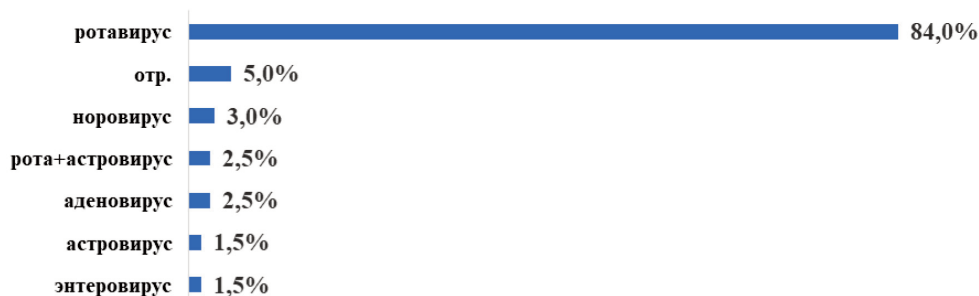 ротавирус 84,0%
отр. 5,0%
норовирус 3,0%
рота+астровирус 2,5%
аденовирус 2,5%
астровирус 1,5%
энтеровирус 1,5%